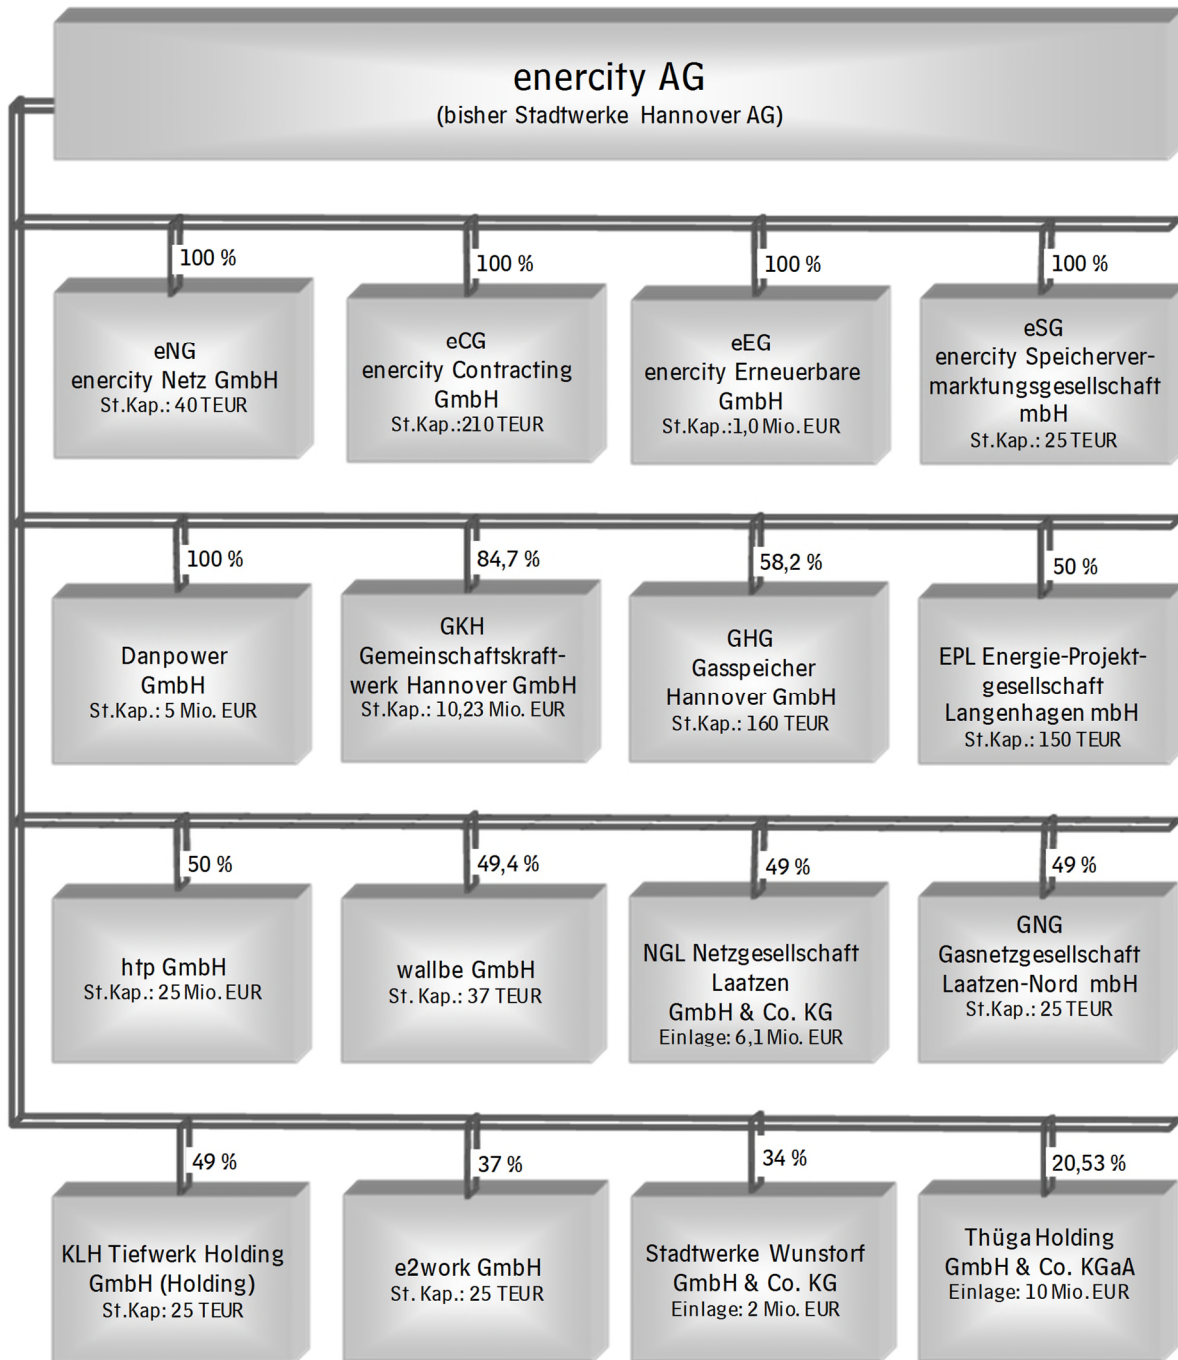 enercity AG
(bisher Stadtwerke Hannover AG)
100 %
100 %
100 %
100 %
eNG
enercity Netz GmbH
St.Kap.: 40 TEUR
eCG
enercity Contracting
GmbH
St.Kap.:210 TEUR
eEG
enercity Erneuerbare
GmbH
St.Kap.:1,0 Mio. EUR
eSG
enercity Speicherver-
marktungsgesellschaft
mbH
St.Kap.: 25 TEUR
100 %
84,7 %
58,2 %
50 %
Danpower
GmbH
St.Kap.: 5 Mio. EUR
GKH
Gemeinschaftskraft-
werk Hannover GmbH
St.Kap.: 10,23 Mio. EUR
GHG
Gasspeicher
Hannover GmbH
St.Kap.: 160 TEUR
EPL Energie-Projekt-
gesellschaft
Langenhagen mbH
St.Kap.: 150 TEUR
50 %
49,4 %
49 %
49 %
htp GmbH
St.Kap.: 25 Mio. EUR
wallbe GmbH
St. Kap.: 37 TEUR
NGL Netzgesellschaft
Laatzen
GmbH & Co. KG
Einlage: 6,1 Mio. EUR
GNG
Gasnetzgesellschaft
Laatzen-Nord mbH
St.Kap.: 25 TEUR
49 %
37 %
34 %
20,53 %
KLH Tiefwerk Holding
GmbH (Holding)
St.Kap: 25 TEUR
e2work GmbH
St. Kap.: 25 TEUR
Stadtwerke Wunstorf
GmbH & Co. KG
Einlage: 2 Mio. EUR
Thüga Holding
GmbH & Co. KGaA
Einlage: 10 Mio. EUR